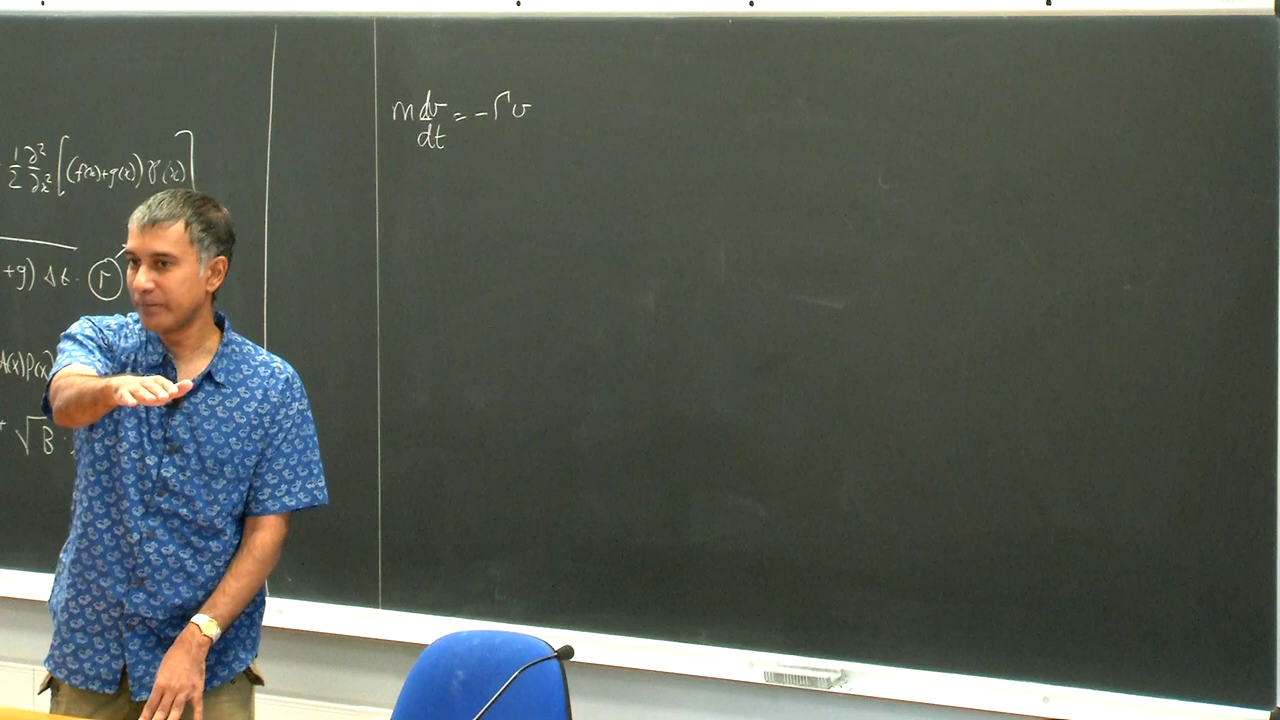 1/2 ∂²/∂x² [(f(x)+g(x)) P(x)]
+g) Δt · r
A(x)P(x)
+ √B ·
m dv/dt = -Γv